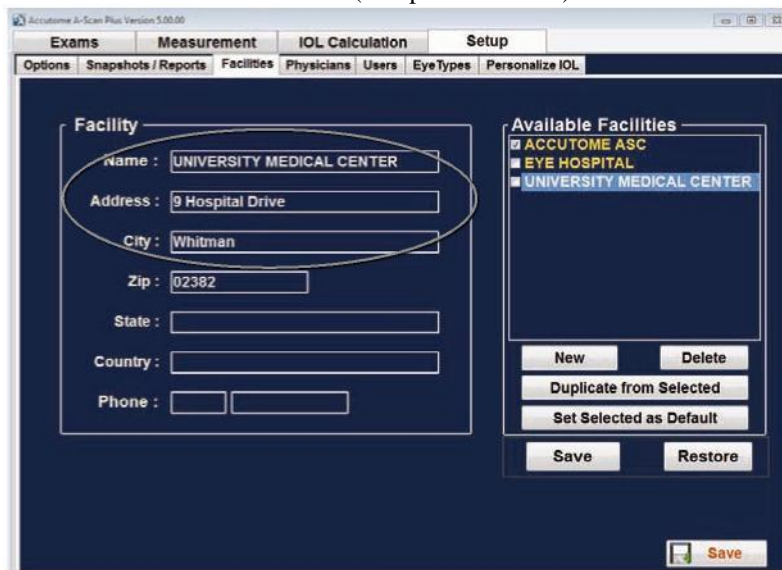 Accutome A-Scan Plus Version 5.00.00
Exams Measurement IOL Calculation Setup
Options Snapshots / Reports Facilities Physicians Users Eye Types Personalize IOL
Facility
Name : UNIVERSITY MEDICAL CENTER
Address : 9 Hospital Drive
City : Whitman
Zip : 02382
State :
Country :
Phone :
Available Facilities
ACCUTOME ASC
EYE HOSPITAL
UNIVERSITY MEDICAL CENTER
New Delete
Duplicate from Selected
Set Selected as Default
Save Restore
Save